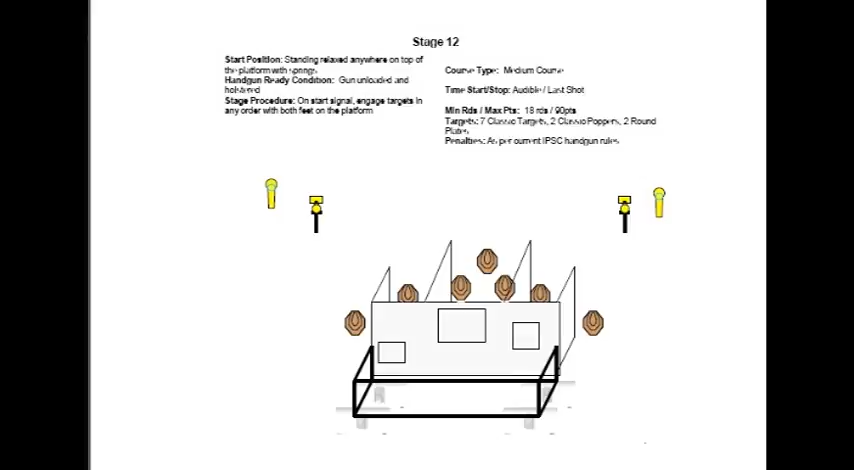 Stage 12
Start Position: Standing relaxed anywhere on top of
the platform with springs.
Handgun Ready Condition: Gun unloaded and
holstered
Stage Procedure: On start signal, engage targets in
any order with both feet on the platform
Course Type: Medium Course
Time Start/Stop: Audible / Last Shot
Min Rds / Max Pts: 18 rds / 90pts
Targets: 7 Classic Targets, 2 Classic Poppers, 2 Round
Plates
Penalties: As per current IPSC handgun rules